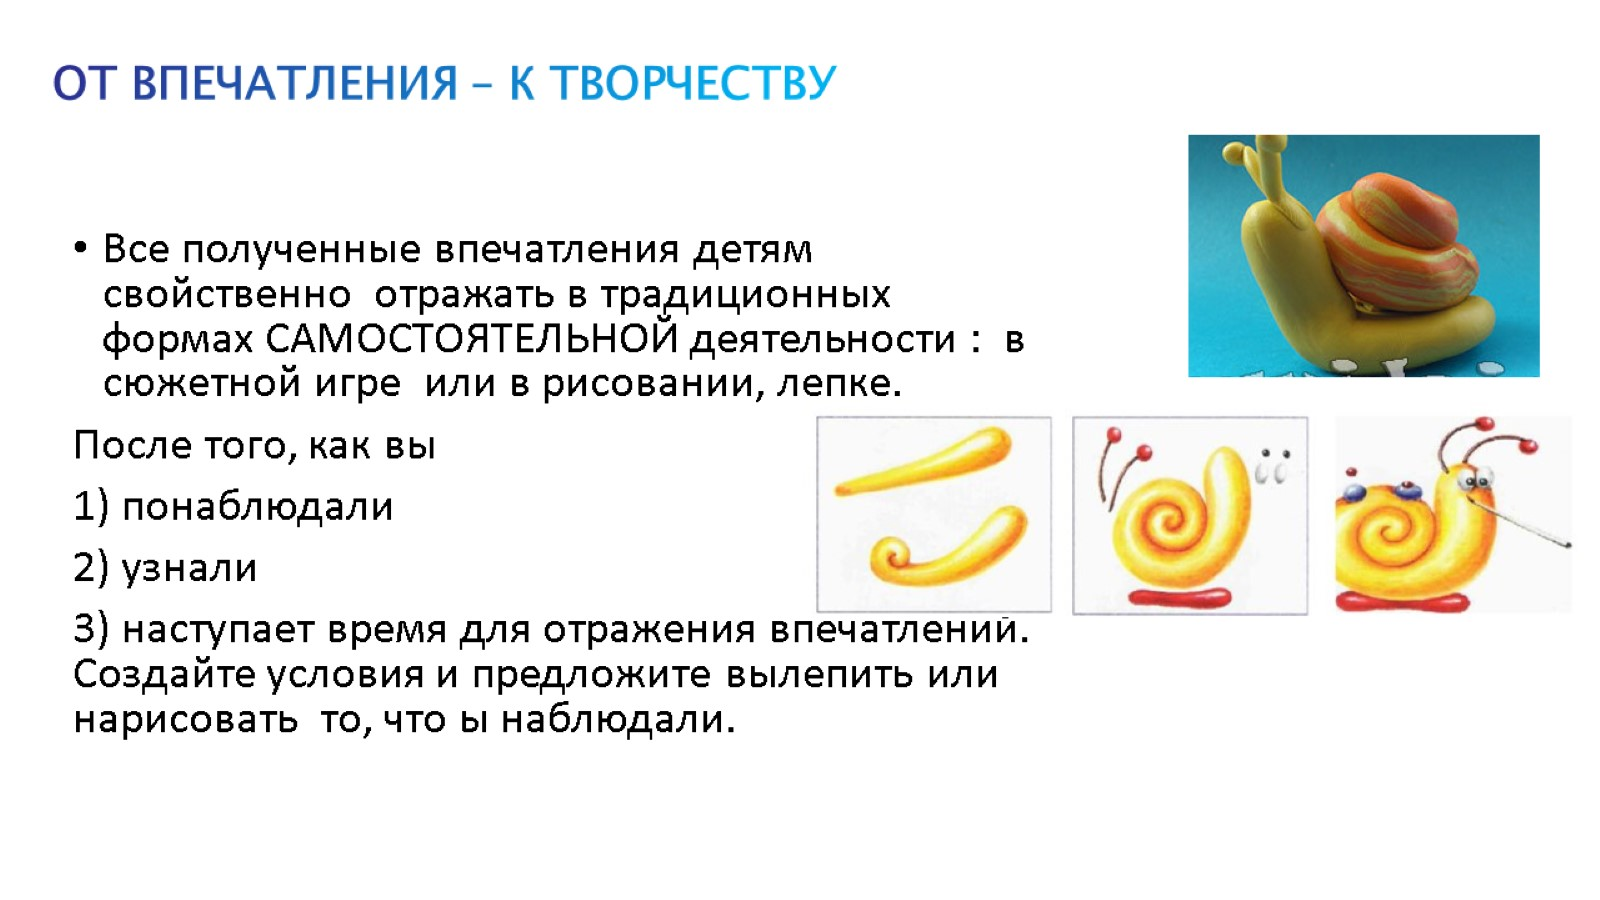 ОТ ВПЕЧАТЛЕНИЯ – К ТВОРЧЕСТВУ
• Все полученные впечатления детям
свойственно  отражать в традиционных
формах САМОСТОЯТЕЛЬНОЙ деятельности :  в
сюжетной игре  или в рисовании, лепке.
После того, как вы
1) понаблюдали
2) узнали
3) наступает время для отражения впечатлений.
Создайте условия и предложите вылепить или
нарисовать  то, что ы наблюдали.